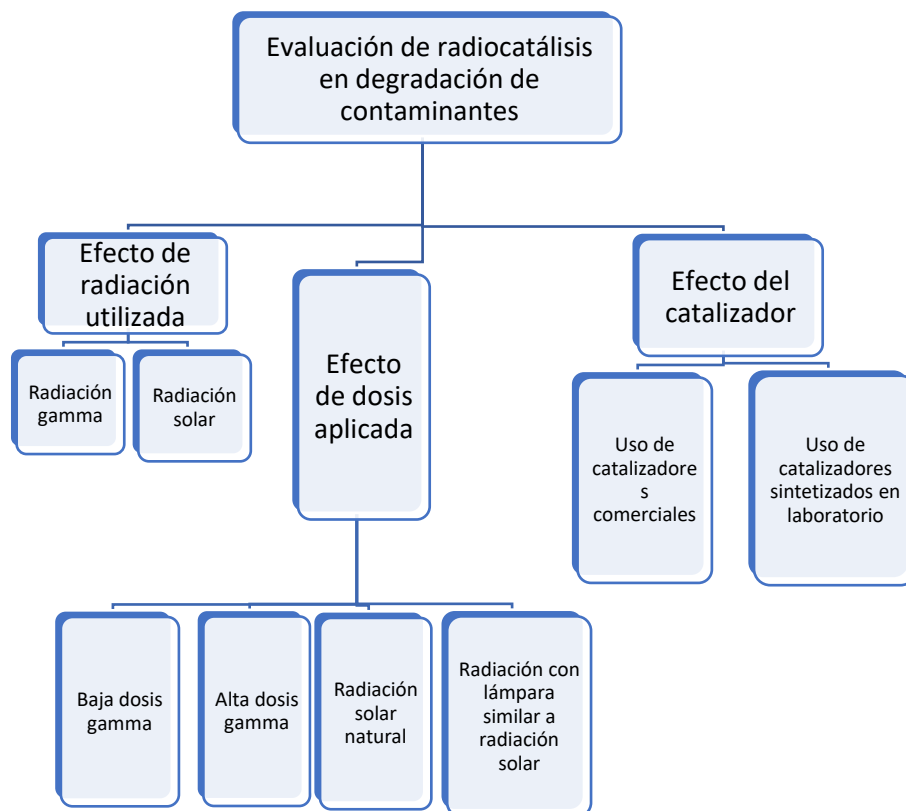 Evaluación de radiocatálisis
en degradación de
contaminantes
Efecto de
radiación
utilizada
Radiación
gamma
Radiación
solar
Efecto
de dosis
aplicada
Baja dosis
gamma
Alta dosis
gamma
Radiación
solar
natural
Radiación con
lámpara
similar a
radiación
solar
Efecto del
catalizador
Uso de
catalizadore
s
comerciales
Uso de
catalizadores
sintetizados en
laboratorio